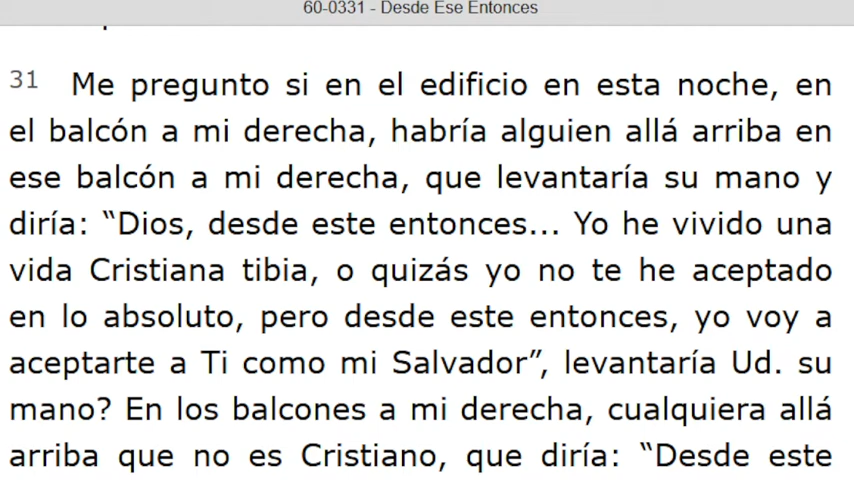 60-0331 - Desde Ese Entonces
31 Me pregunto si en el edificio en esta noche, en
el balcón a mi derecha, habría alguien allá arriba en
ese balcón a mi derecha, que levantaría su mano y
diría: “Dios, desde este entonces... Yo he vivido una
vida Cristiana tibia, o quizás yo no te he aceptado
en lo absoluto, pero desde este entonces, yo voy a
aceptarte a Ti como mi Salvador”, levantaría Ud. su
mano? En los balcones a mi derecha, cualquiera allá
arriba que no es Cristiano, que diría: “Desde este